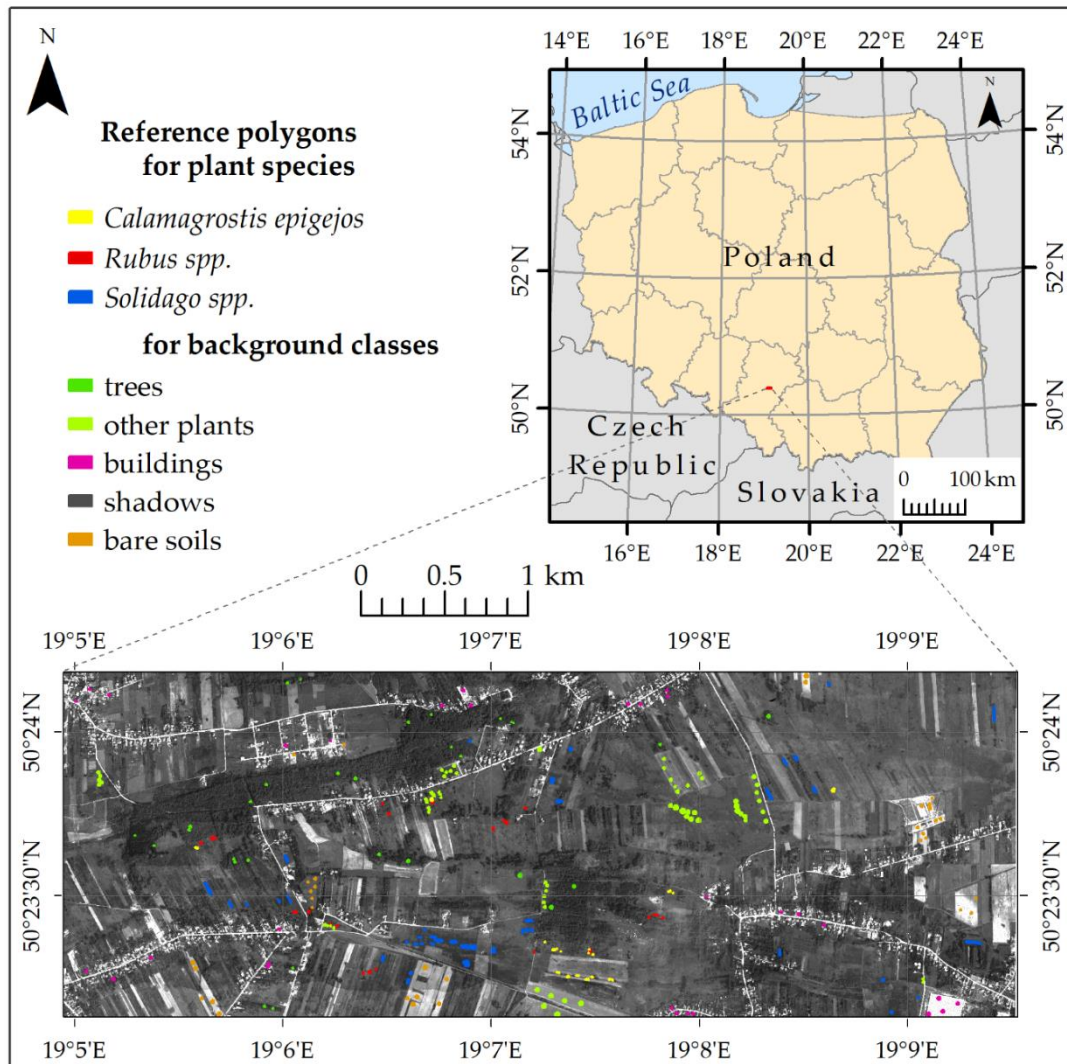 N
Reference polygons
for plant species
Calamagrostis epigejos
Rubus spp.
Solidago spp.
for background classes
trees
other plants
buildings
shadows
bare soils
14°E 16°E 18°E 20°E 22°E 24°E
N
Baltic Sea
54°N 54°N
Poland
52°N 52°N
50°N 50°N
Czech
Republic
Slovakia
0 100 km
16°E 18°E 20°E 22°E 24°E
0 0.5 1 km
19°5'E 19°6'E 19°7'E 19°8'E 19°9'E
50°24'N 50°24'N
50°23'30"N 50°23'30"N
19°5'E 19°6'E 19°7'E 19°8'E 19°9'E